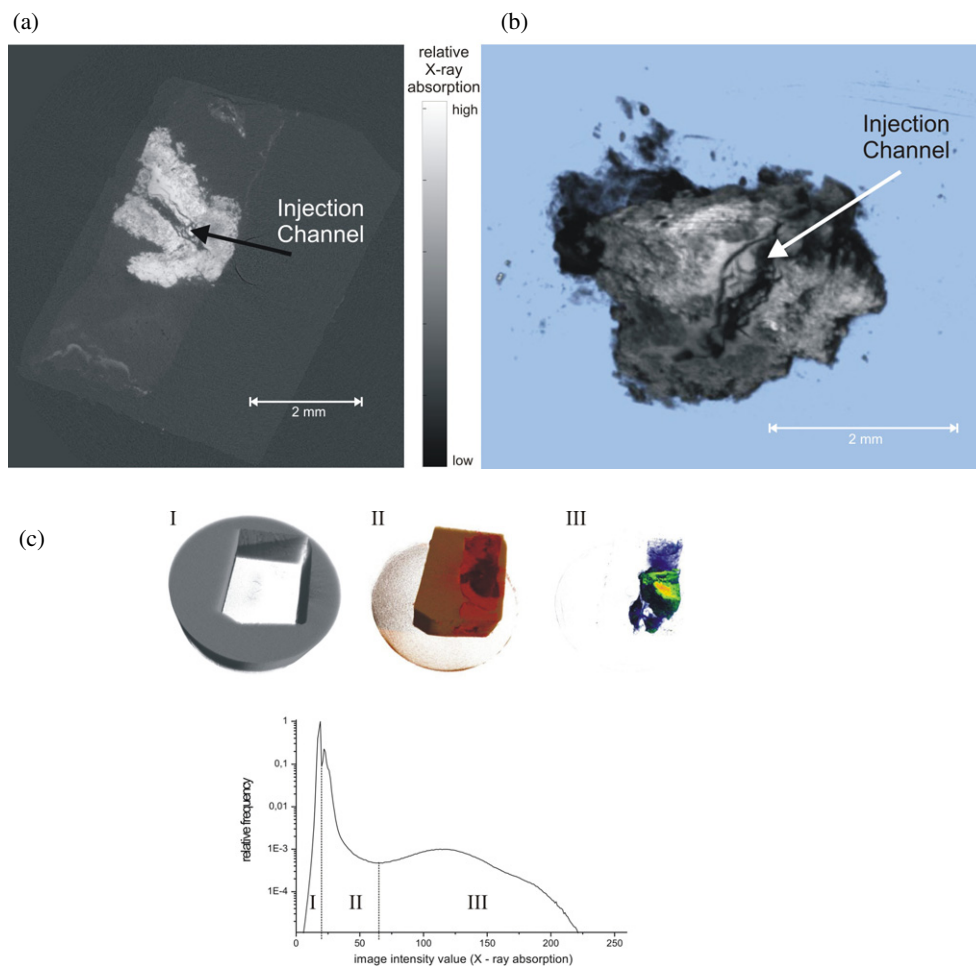 (a)
(b)
relative
X-ray
absorption
high
low
Injection
Channel
2 mm
Injection
Channel
2 mm
(c)
I
II
III
1
0,1
0,01
1E-3
1E-4
relative frequency
I
II
III
0
50
100
150
200
250
image intensity value (X - ray absorption)